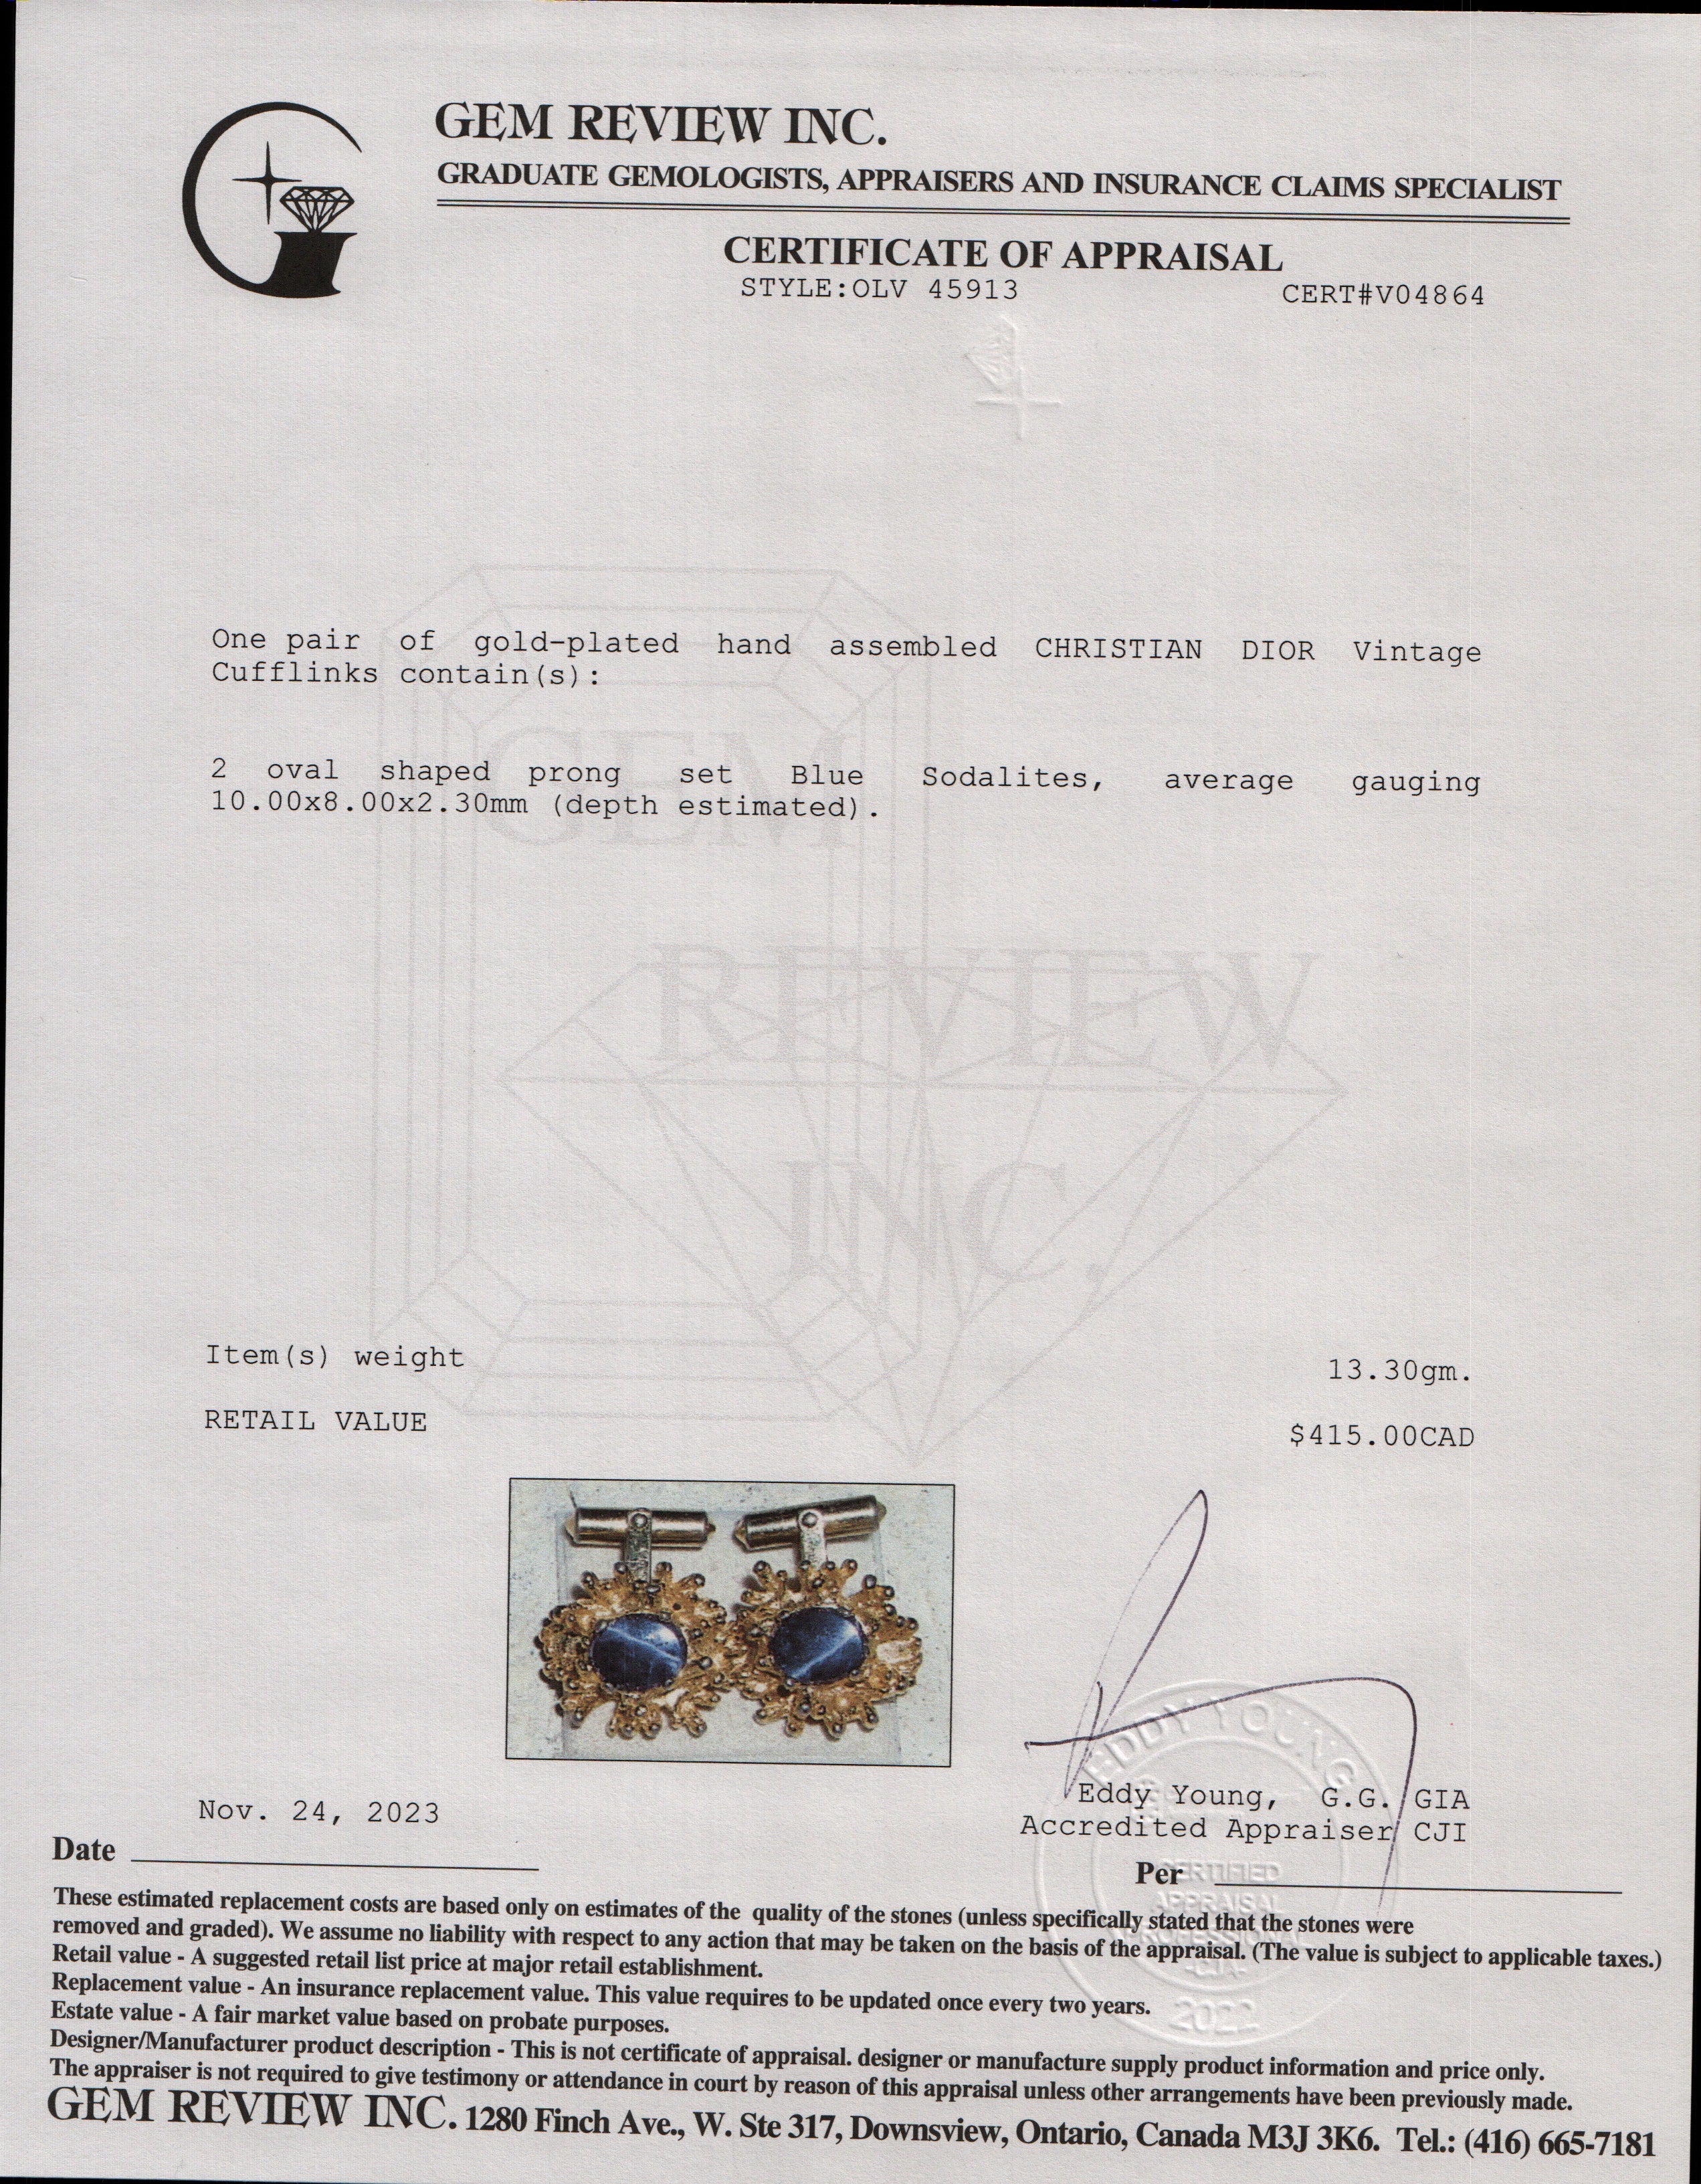 GEM REVIEW INC.
GRADUATE GEMOLOGISTS, APPRAISERS AND INSURANCE CLAIMS SPECIALIST
CERTIFICATE OF APPRAISAL
STYLE:OLV 45913
CERT#V04864
One pair of gold-plated hand assembled CHRISTIAN DIOR Vintage
Cufflinks contain(s):
2 oval shaped prong set Blue Sodalites, average gauging
10.00x8.00x2.30mm (depth estimated).
GEM
REVIEW
INC.
Item(s) weight 13.30gm.
RETAIL VALUE $415.00CAD
EDDY YOUNG
Eddy Young, G.G. GIA
Accredited Appraiser CJI
Nov. 24, 2023
Date
Per
CERTIFIED
APPRAISAL
PROFESSIONAL
-CJA-
2022
These estimated replacement costs are based only on estimates of the quality of the stones (unless specifically stated that the stones were
removed and graded). We assume no liability with respect to any action that may be taken on the basis of the appraisal. (The value is subject to applicable taxes.)
Retail value - A suggested retail list price at major retail establishment.
Replacement value - An insurance replacement value. This value requires to be updated once every two years.
Estate value - A fair market value based on probate purposes.
Designer/Manufacturer product description - This is not certificate of appraisal. designer or manufacture supply product information and price only.
The appraiser is not required to give testimony or attendance in court by reason of this appraisal unless other arrangements have been previously made.
GEM REVIEW INC. 1280 Finch Ave., W. Ste 317, Downsview, Ontario, Canada M3J 3K6. Tel.: (416) 665-7181